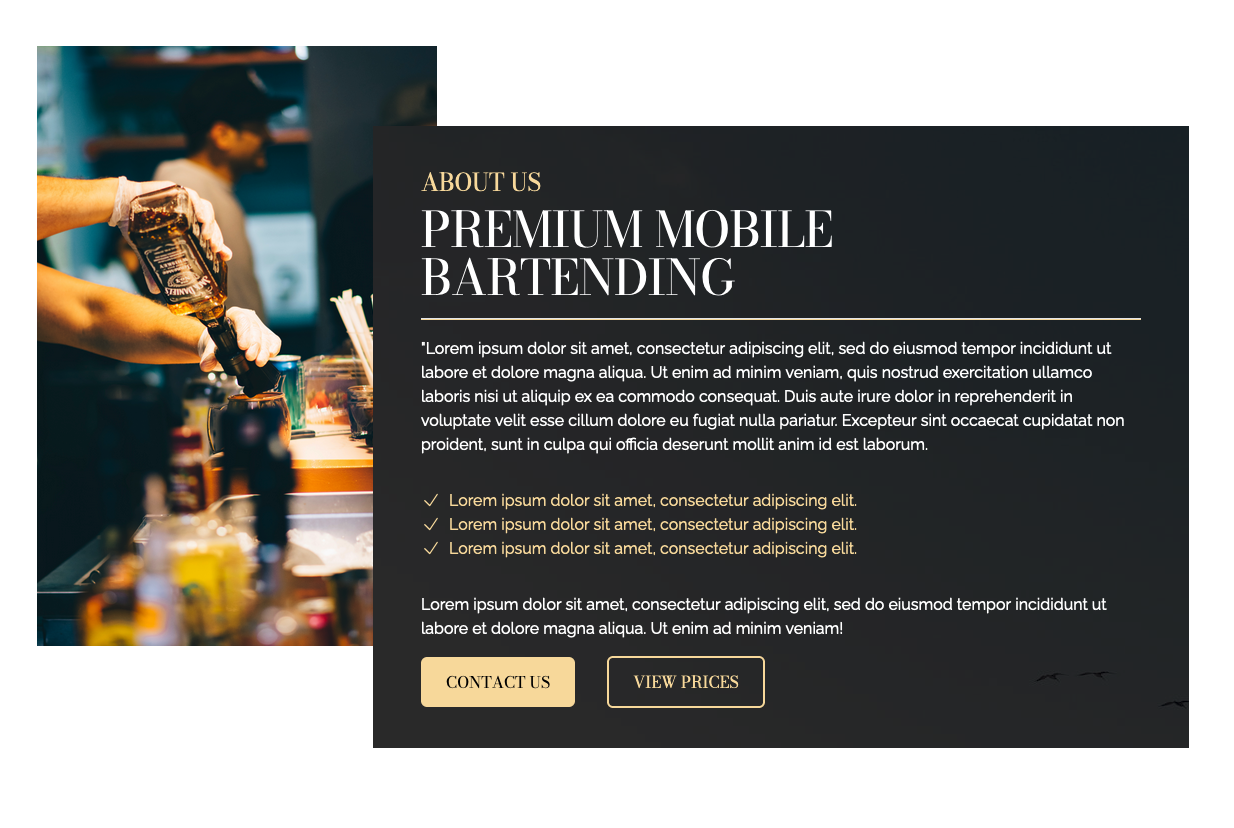 ABOUT US
PREMIUM MOBILE
BARTENDING
"Lorem ipsum dolor sit amet, consectetur adipiscing elit, sed do eiusmod tempor incididunt ut
labore et dolore magna aliqua. Ut enim ad minim veniam, quis nostrud exercitation ullamco
laboris nisi ut aliquip ex ea commodo consequat. Duis aute irure dolor in reprehenderit in
voluptate velit esse cillum dolore eu fugiat nulla pariatur. Excepteur sint occaecat cupidatat non
proident, sunt in culpa qui officia deserunt mollit anim id est laborum.
✓ Lorem ipsum dolor sit amet, consectetur adipiscing elit.
✓ Lorem ipsum dolor sit amet, consectetur adipiscing elit.
✓ Lorem ipsum dolor sit amet, consectetur adipiscing elit.
Lorem ipsum dolor sit amet, consectetur adipiscing elit, sed do eiusmod tempor incididunt ut
labore et dolore magna aliqua. Ut enim ad minim veniam!
CONTACT US
VIEW PRICES